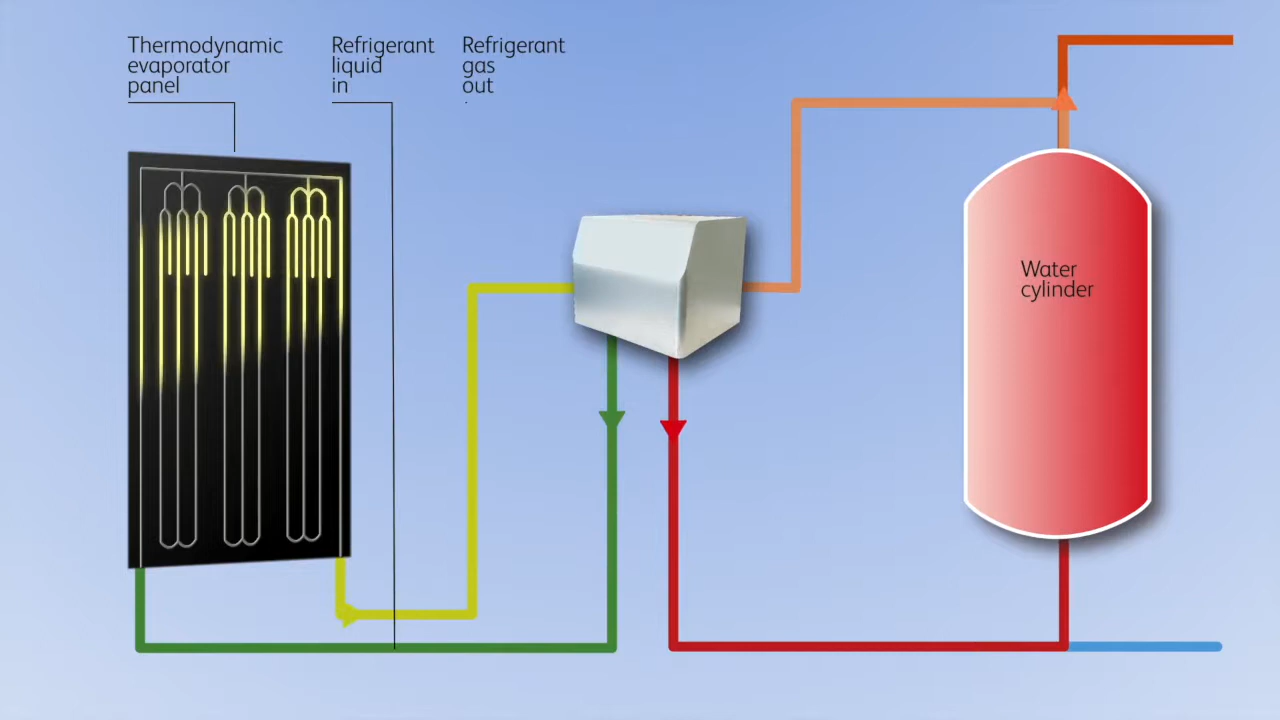 Thermodynamic
evaporator
panel
Refrigerant
liquid
in
Refrigerant
gas
out
Water
cylinder